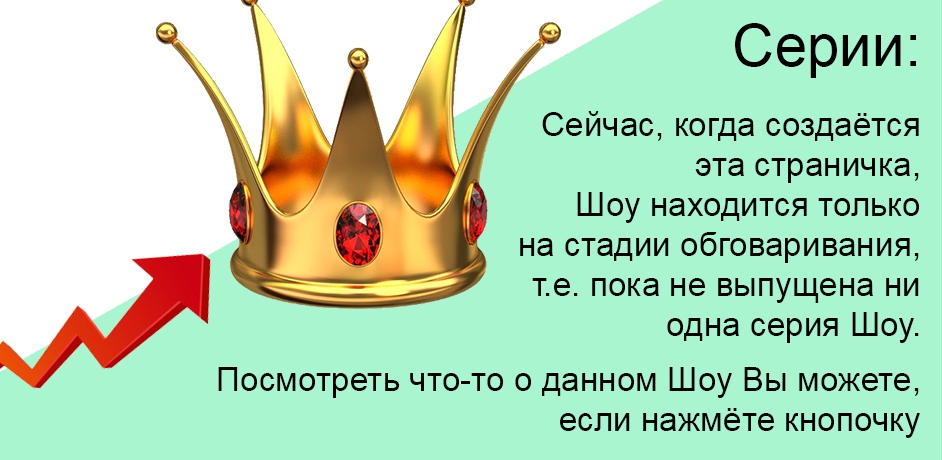 Серии:
Сейчас, когда создаётся
эта страничка,
Шоу находится только
на стадии обговаривания,
т.е. пока не выпущена ни
одна серия Шоу.
Посмотреть что-то о данном Шоу Вы можете,
если нажмёте кнопочку